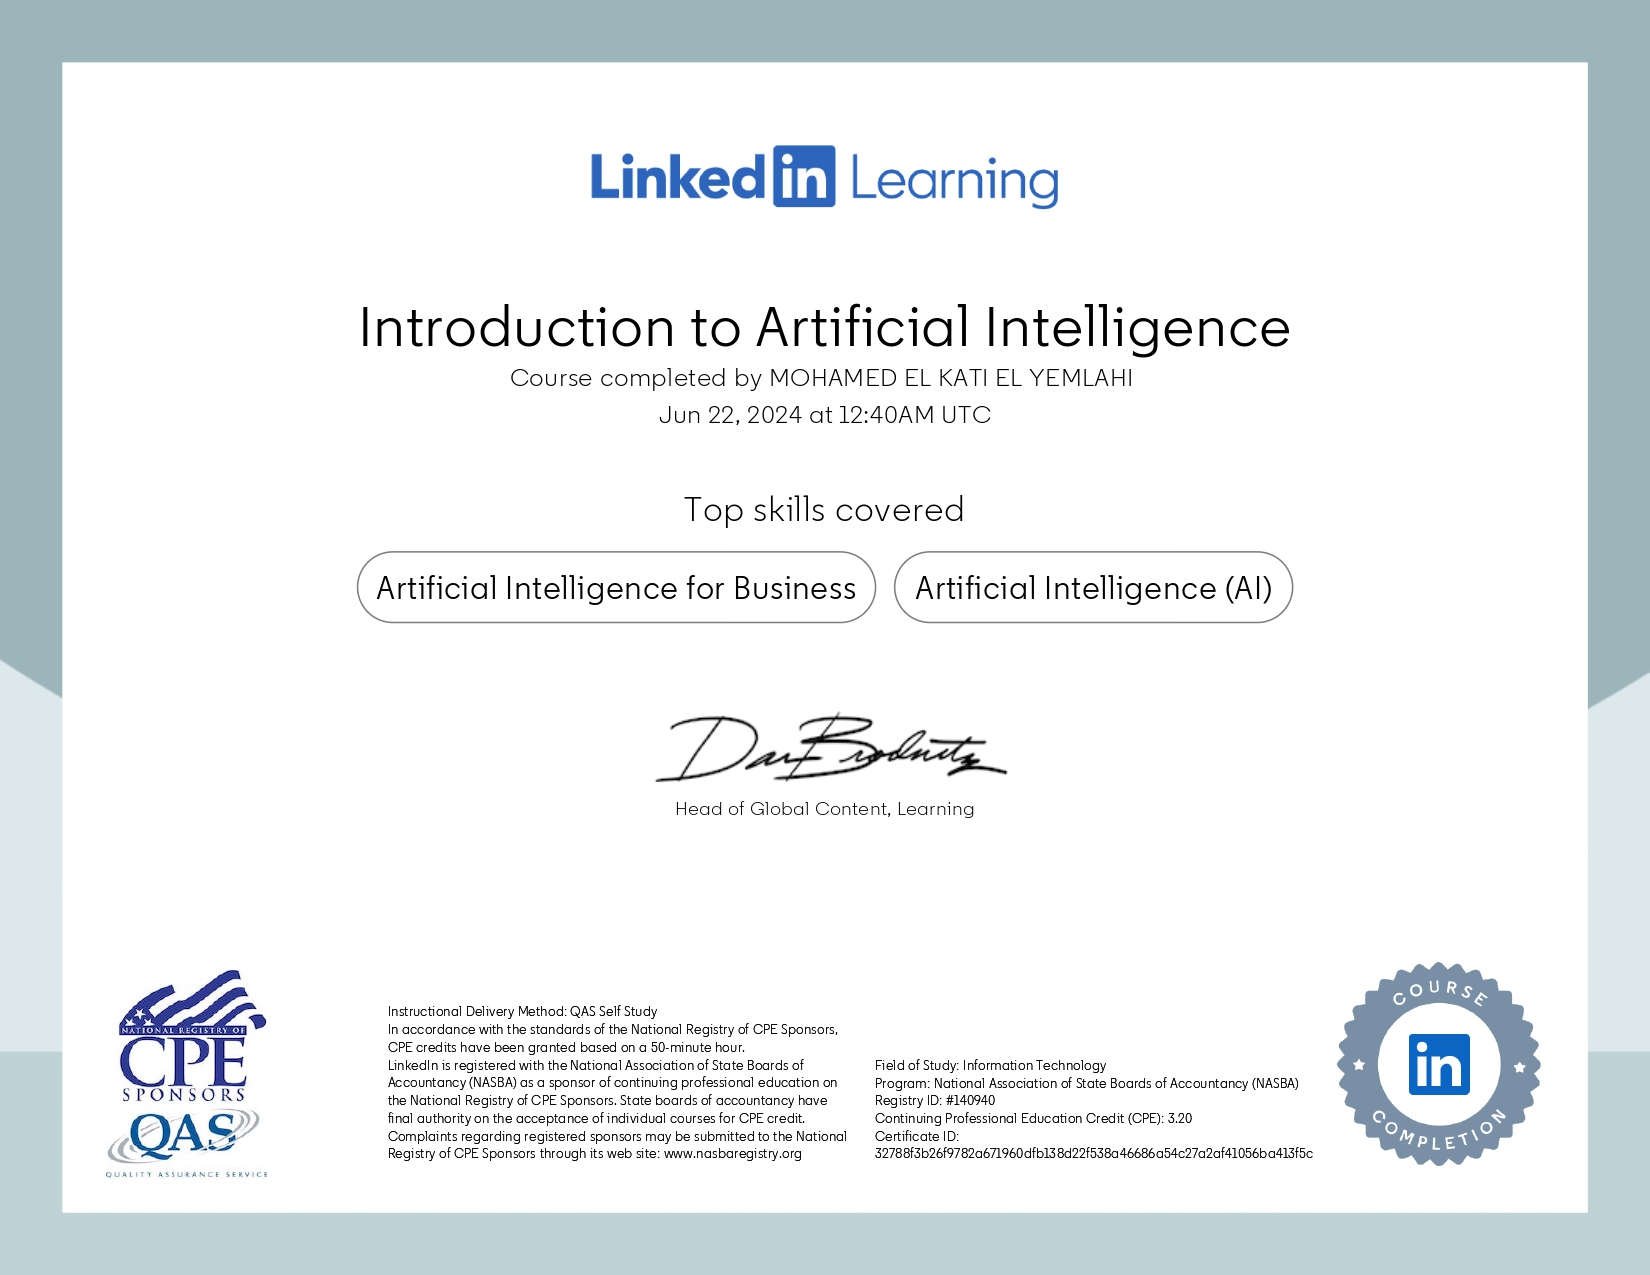 Linked in Learning
Introduction to Artificial Intelligence
Course completed by MOHAMED EL KATI EL YEMLAHI
Jun 22, 2024 at 12:40AM UTC
Top skills covered
Artificial Intelligence for Business
Artificial Intelligence (AI)
Dan Brodnitz
Head of Global Content, Learning
NATIONAL REGISTRY OF
CPE
SPONSORS
QAS
QUALITY ASSURANCE SERVICE
Instructional Delivery Method: QAS Self Study
In accordance with the standards of the National Registry of CPE Sponsors,
CPE credits have been granted based on a 50-minute hour.
LinkedIn is registered with the National Association of State Boards of
Accountancy (NASBA) as a sponsor of continuing professional education on
the National Registry of CPE Sponsors. State boards of accountancy have
final authority on the acceptance of individual courses for CPE credit.
Complaints regarding registered sponsors may be submitted to the National
Registry of CPE Sponsors through its web site: www.nasbaregistry.org
Field of Study: Information Technology
Program: National Association of State Boards of Accountancy (NASBA)
Registry ID: #140940
Continuing Professional Education Credit (CPE): 3.20
Certificate ID:
32788f3b26f9782a671960dfb138d22f538a46686a54c27a2af41056ba413f5c
COURSE
in
COMPLETION